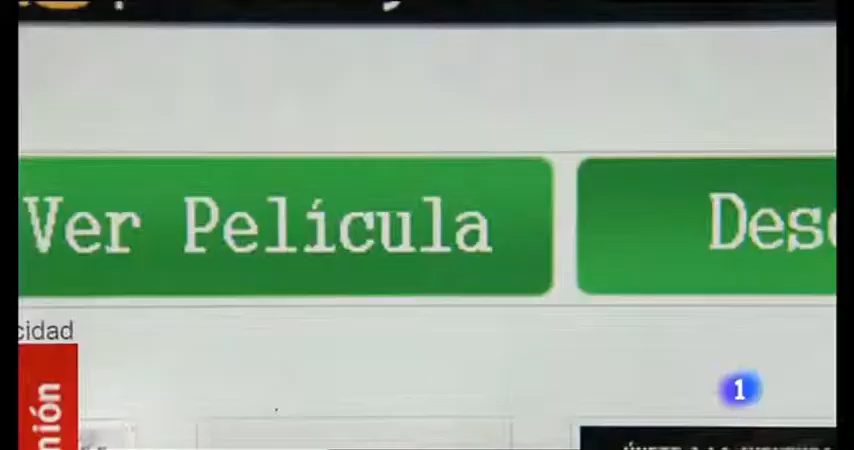 Ver Película
Desc
cidad
nión
1